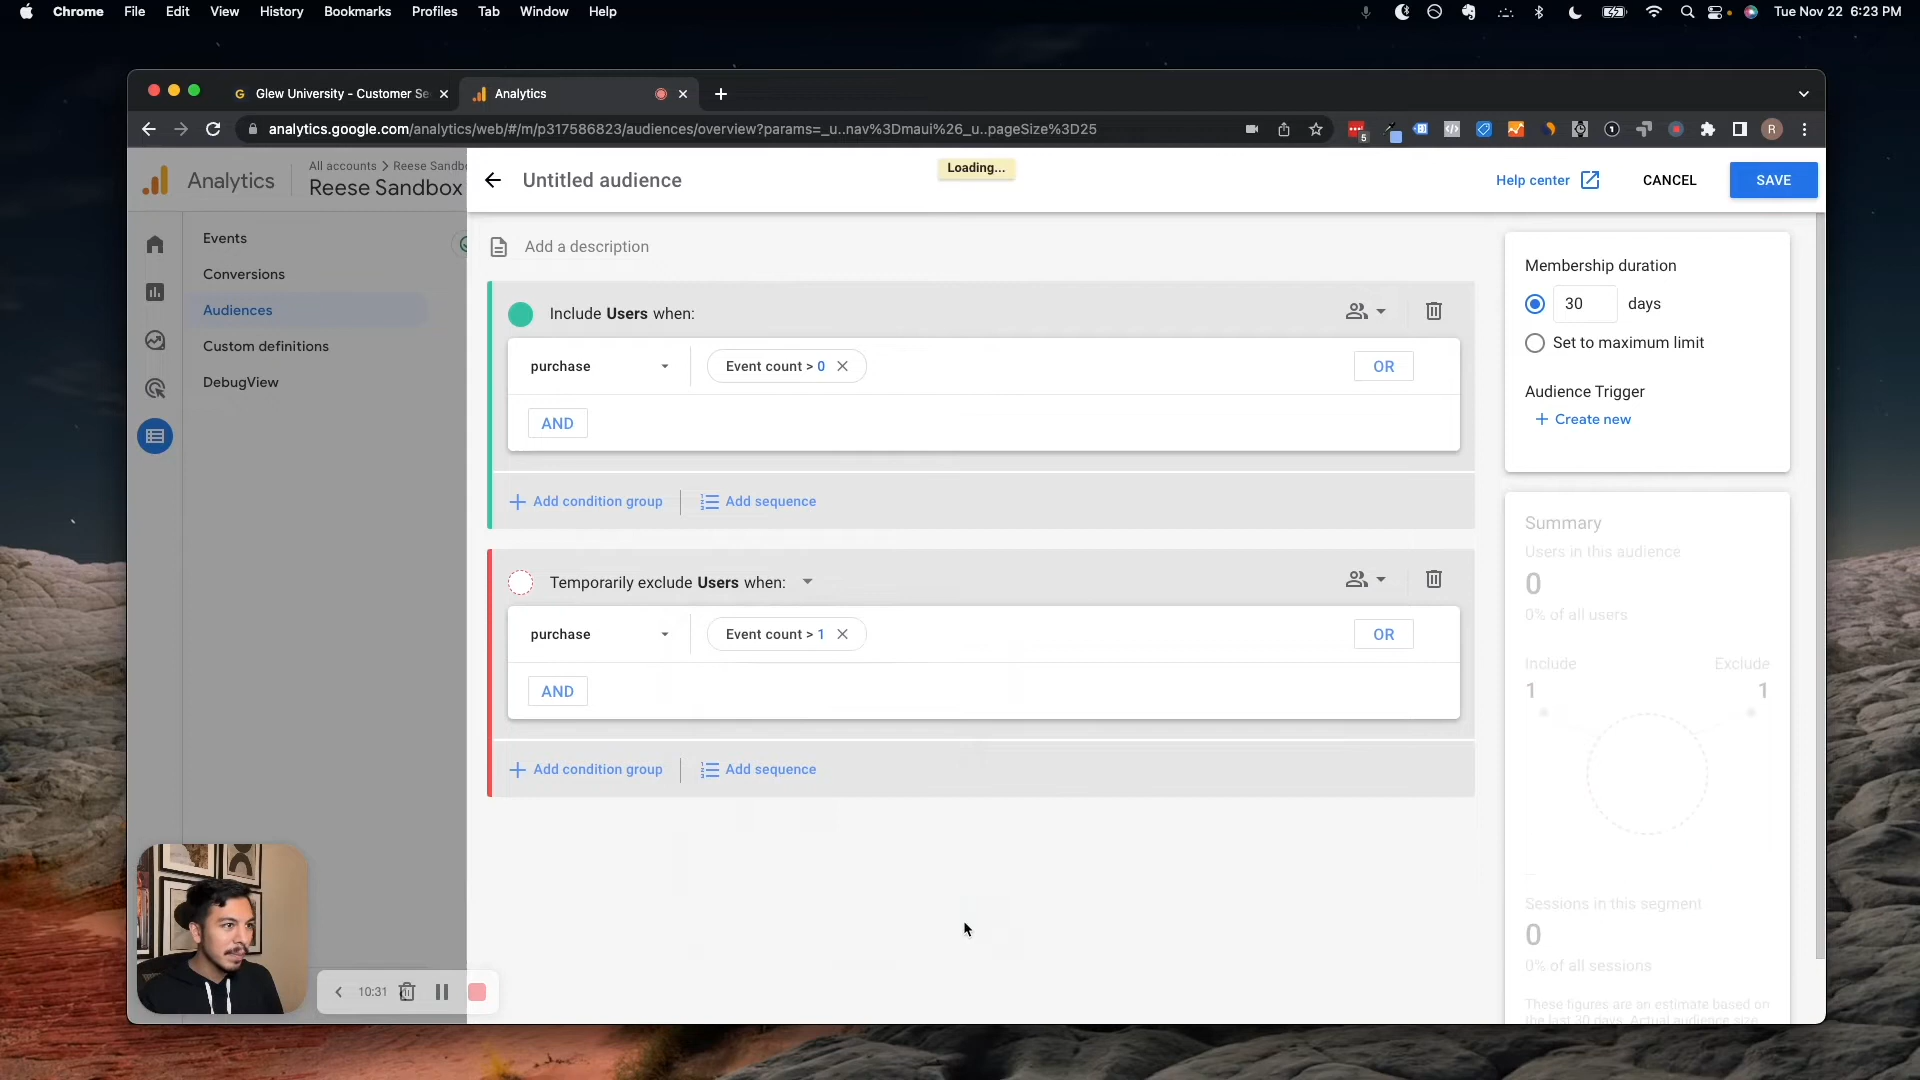 Chrome File Edit View History Bookmarks Profiles Tab Window Help
Tue Nov 22 6:23 PM
Glew University - Customer Se
Analytics
analytics.google.com/analytics/web/#/m/p317586823/audiences/overview?params=_u..nav%3Dmaui%26_u..pageSize%3D25
5
R
Analytics
All accounts > Reese Sandb
Reese Sandbox
Untitled audience
Loading...
Help center
CANCEL
SAVE
Events
Conversions
Audiences
Custom definitions
DebugView
Add a description
Include Users when:
purchase
Event count > 0
OR
AND
Add condition group
Add sequence
Temporarily exclude Users when:
purchase
Event count > 1
OR
AND
Add condition group
Add sequence
Membership duration
30 days
Set to maximum limit
Audience Trigger
+ Create new
Summary
Users in this audience
0
0% of all users
Include
Exclude
1
1
Sessions in this segment
0
0% of all sessions
These figures are an estimate based on
the last 30 days. Actual audience size
10:31